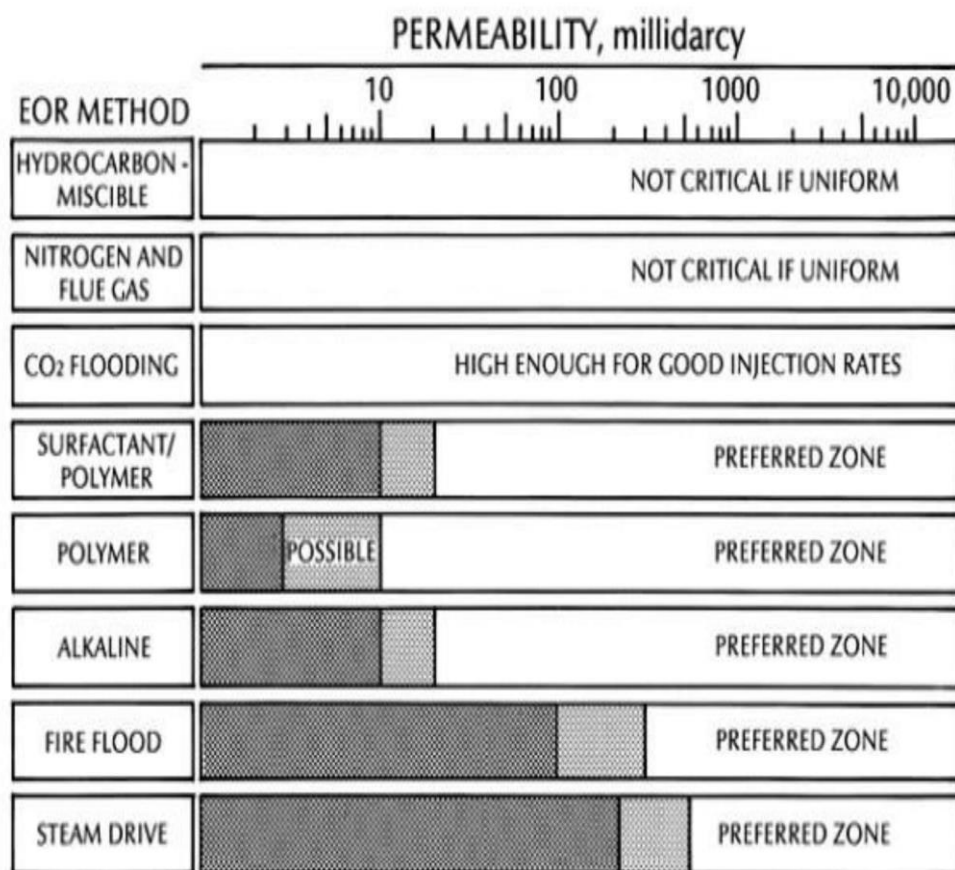 PERMEABILITY, millidarcy
EOR METHOD
10 100 1000 10,000
HYDROCARBON -
MISCIBLE
NOT CRITICAL IF UNIFORM
NITROGEN AND
FLUE GAS
NOT CRITICAL IF UNIFORM
CO₂ FLOODING
HIGH ENOUGH FOR GOOD INJECTION RATES
SURFACTANT/
POLYMER
PREFERRED ZONE
POLYMER
POSSIBLE
PREFERRED ZONE
ALKALINE
PREFERRED ZONE
FIRE FLOOD
PREFERRED ZONE
STEAM DRIVE
PREFERRED ZONE